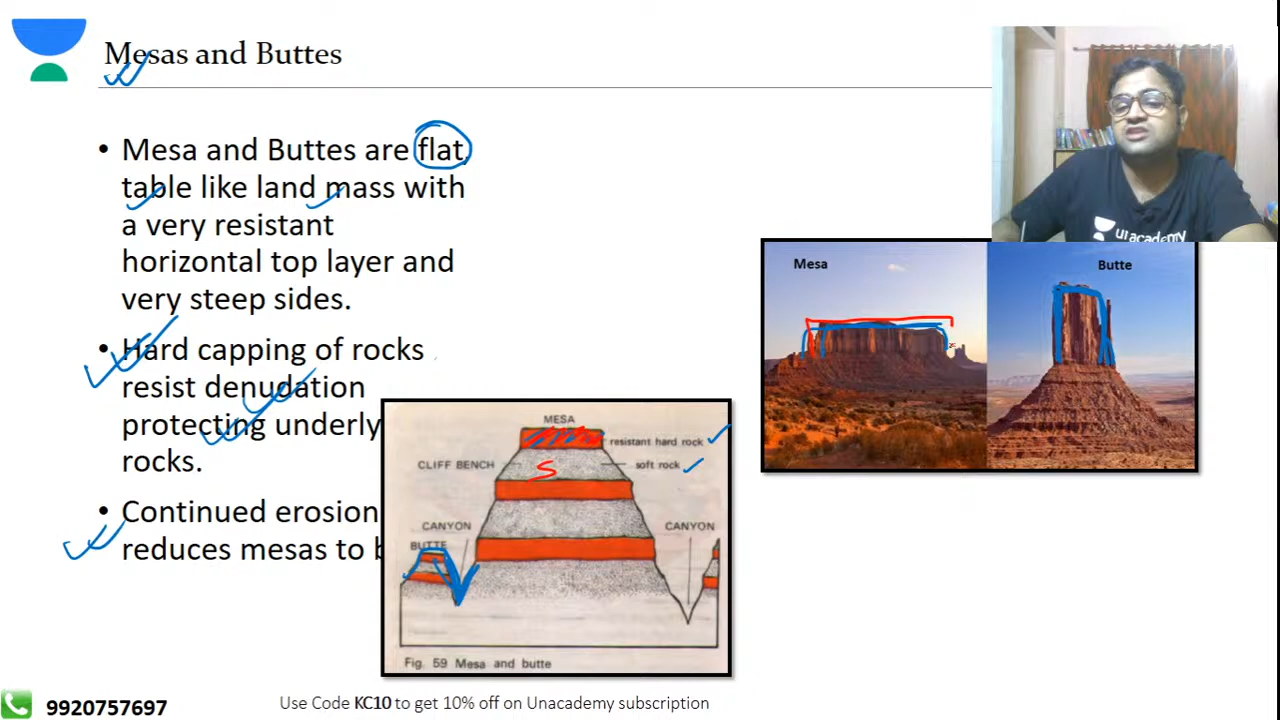 Mesas and Buttes
• Mesa and Buttes are flat,
table like land mass with
a very resistant
horizontal top layer and
very steep sides.
• Hard capping of rocks
resist denudation
protecting underly
rocks.
• Continued erosion
reduces mesas to b
MESA
resistant hard rock
CLIFF BENCH
soft rock
S
CANYON
CANYON
BUTTE
Fig. 59 Mesa and butte
Mesa
Butte
unacademy
9920757697
Use Code KC10 to get 10% off on Unacademy subscription